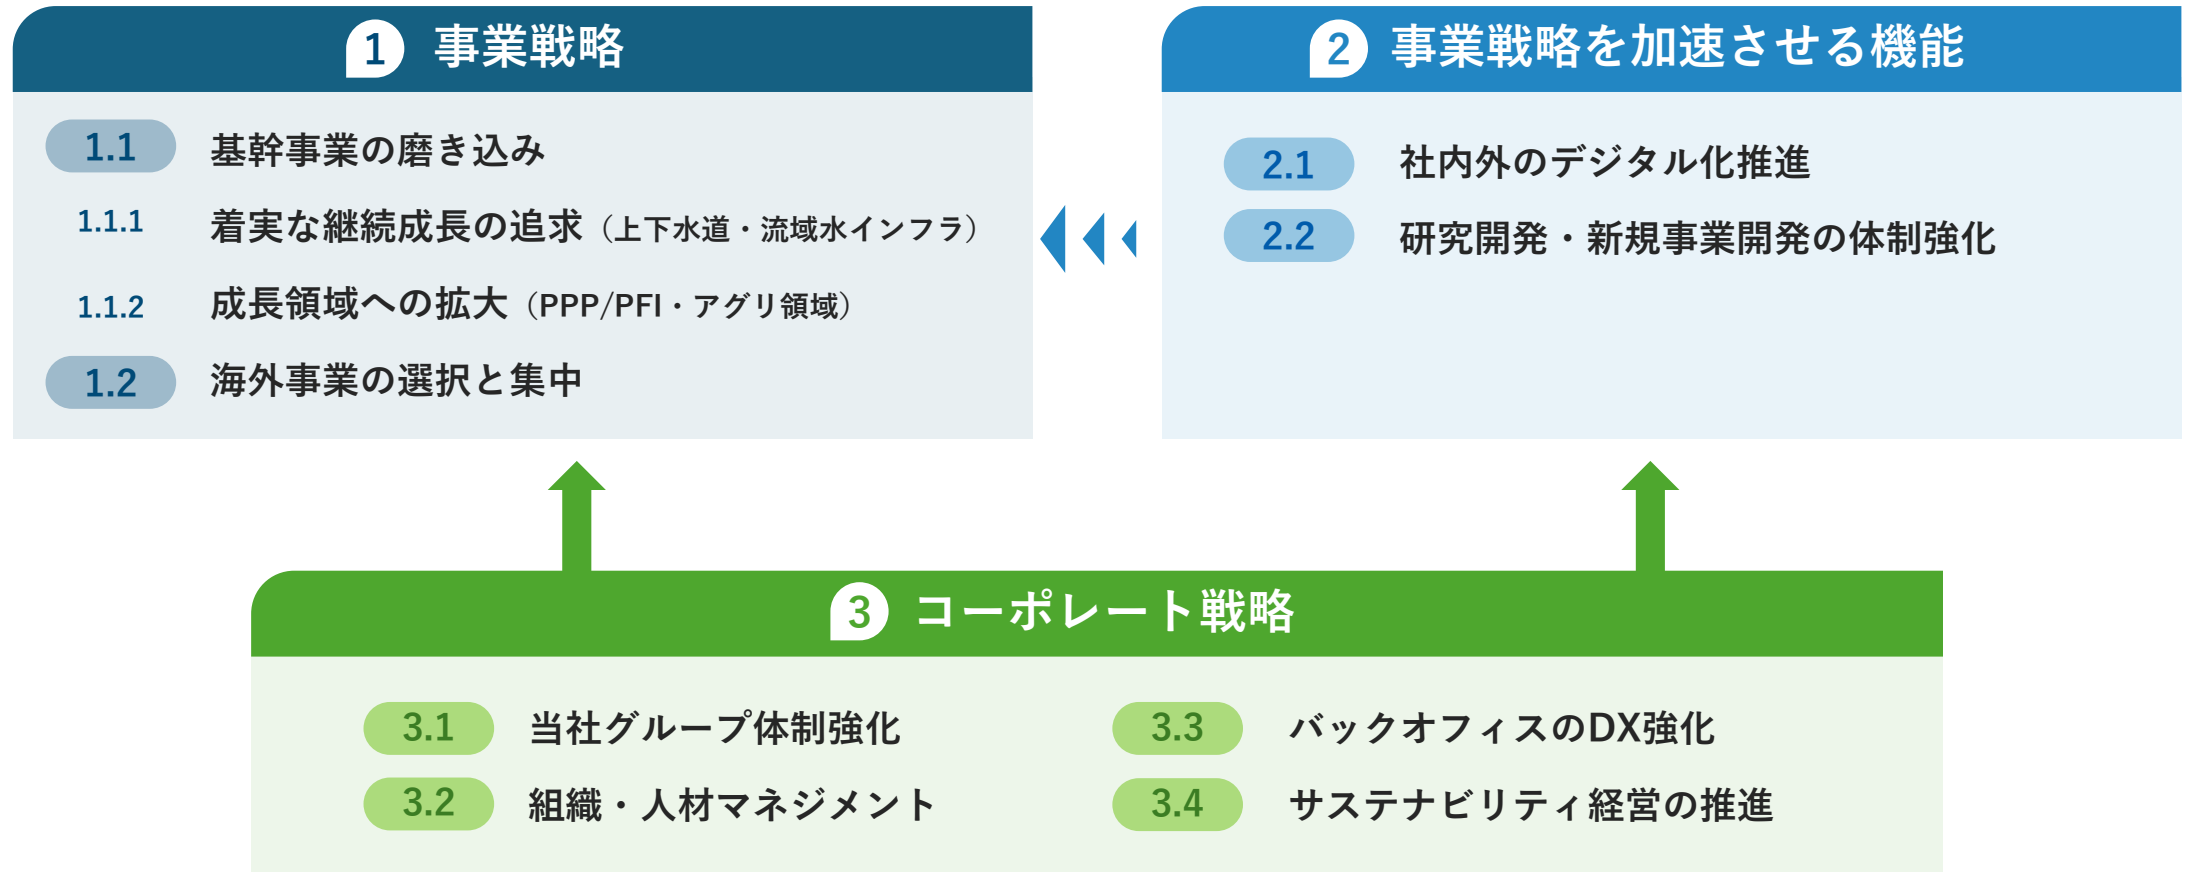 1 事業戦略
1.1 基幹事業の磨き込み
1.1.1 着実な継続成長の追求（上下水道・流域水インフラ）
1.1.2 成長領域への拡大（PPP/PFI・アグリ領域）
1.2 海外事業の選択と集中
2 事業戦略を加速させる機能
2.1 社内外のデジタル化推進
2.2 研究開発・新規事業開発の体制強化
3 コーポレート戦略
3.1 当社グループ体制強化
3.2 組織・人材マネジメント
3.3 バックオフィスのDX強化
3.4 サステナビリティ経営の推進